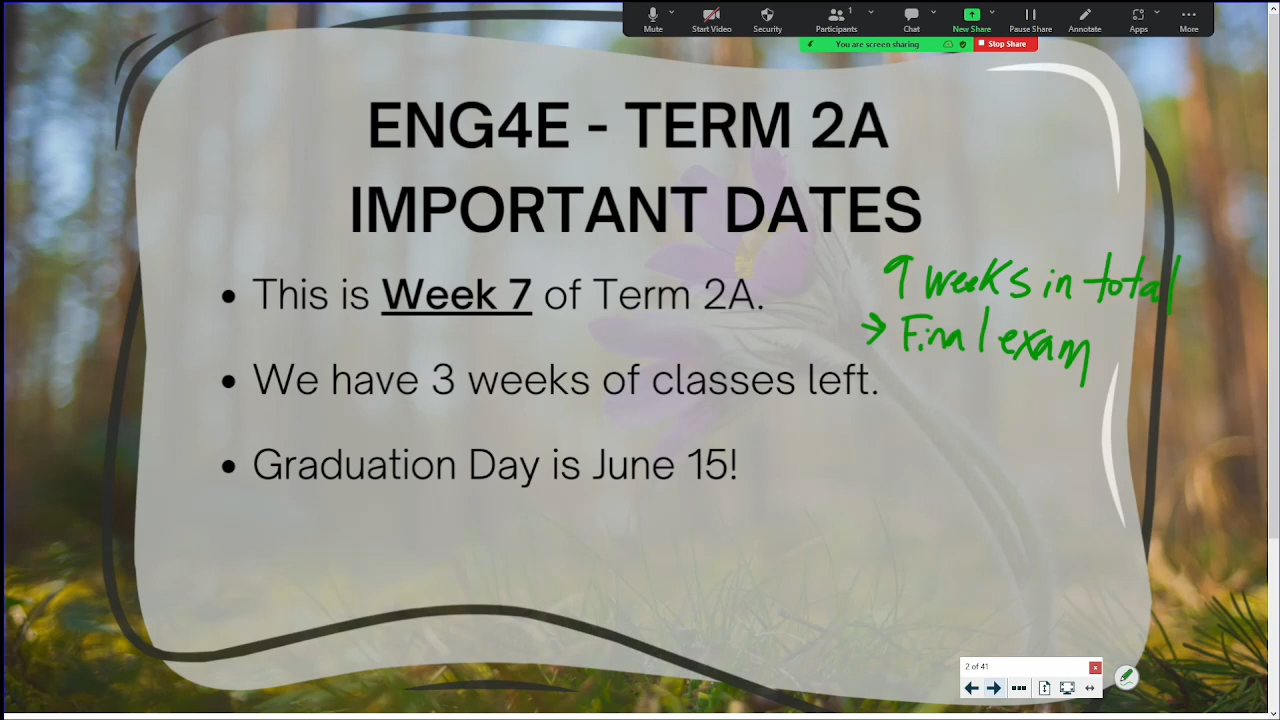 Mute
Start Video
Security
Participants
1
Chat
New Share
Pause Share
Annotate
Apps
More
You are screen sharing
Stop Share
ENG4E - TERM 2A
IMPORTANT DATES
• This is Week 7 of Term 2A.
9 weeks in total
→ Final exam
• We have 3 weeks of classes left.
• Graduation Day is June 15!
2 of 41